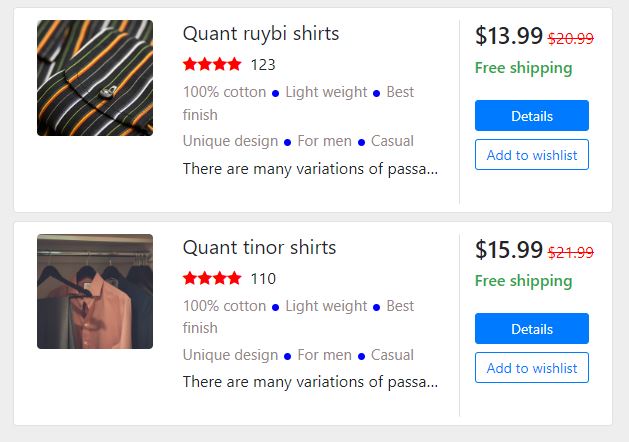 Quant ruybi shirts
123
100% cotton • Light weight • Best
finish
Unique design • For men • Casual
There are many variations of passa...
$13.99 $20.99
Free shipping
Details
Add to wishlist
Quant tinor shirts
110
100% cotton • Light weight • Best
finish
Unique design • For men • Casual
There are many variations of passa...
$15.99 $21.99
Free shipping
Details
Add to wishlist